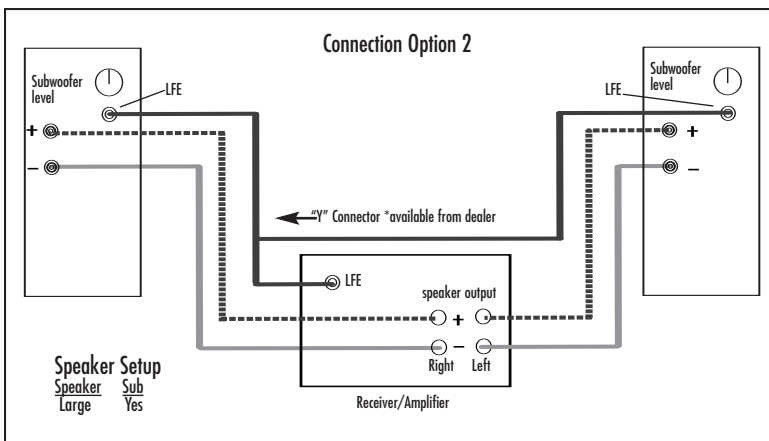 Connection Option 2
Subwoofer
level
LFE
+
–
Subwoofer
level
LFE
+
–
“Y” Connector *available from dealer
LFE
speaker output
+
–
Right Left
Receiver/Amplifier
Speaker Setup
Speaker Sub
Large Yes